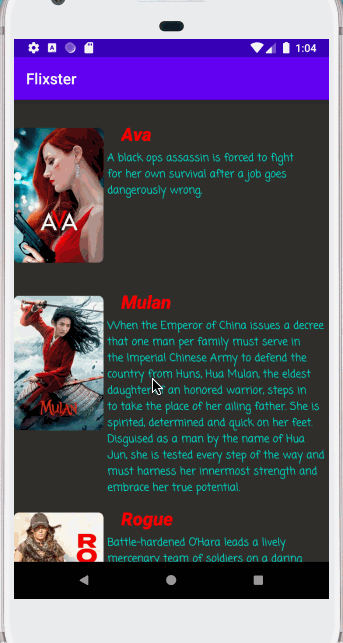 1:04
Flixster
Ava
A black ops assassin is forced to fight
for her own survival after a job goes
dangerously wrong.
AVA
Mulan
When the Emperor of China issues a decree
that one man per family must serve in
the Imperial Chinese Army to defend the
country from Huns, Hua Mulan, the eldest
daughter of an honored warrior, steps in
to take the place of her ailing father. She is
spirited, determined and quick on her feet.
Disguised as a man by the name of Hua
Jun, she is tested every step of the way and
must harness her innermost strength and
embrace her true potential.
MULAN
Rogue
Battle-hardened O'Hara leads a lively
mercenary team of soldiers on a daring
R
O